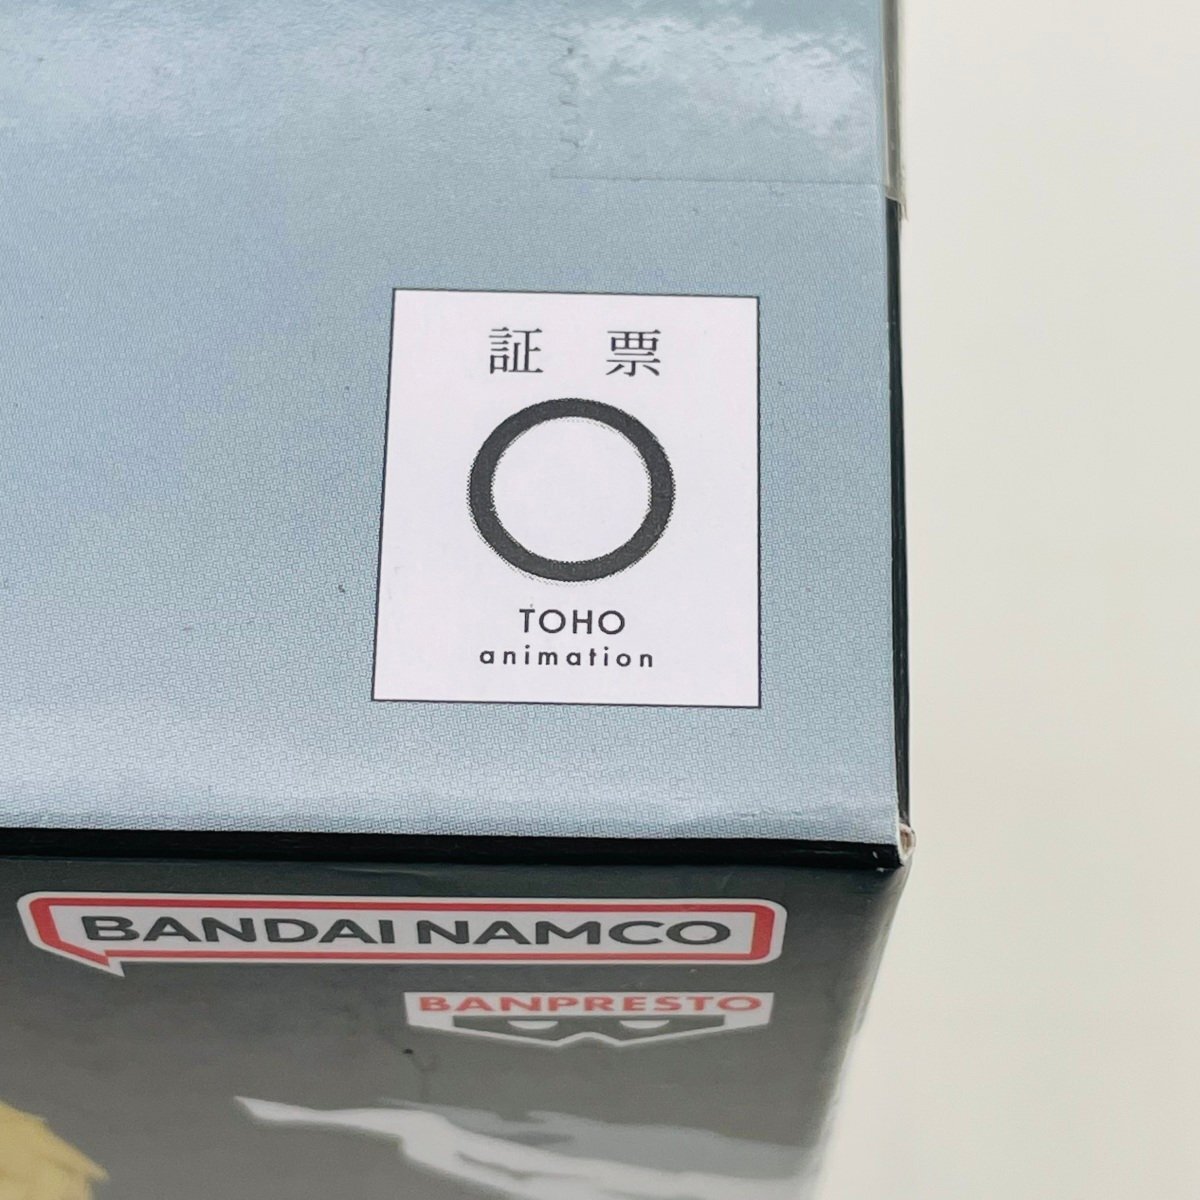 証 票
TOHO
animation
BANDAI NAMCO
BANPRESTO